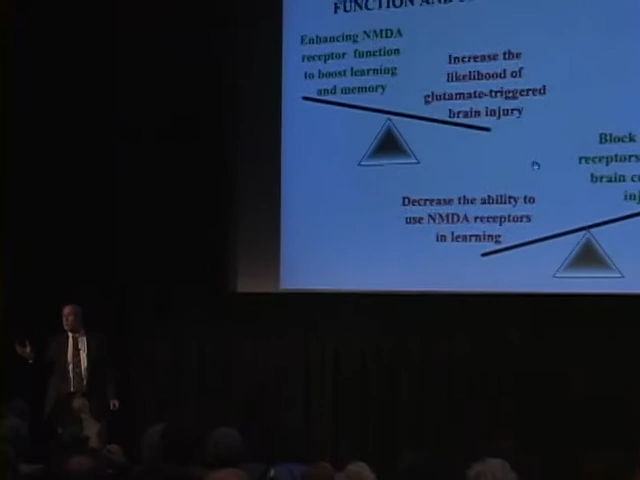 FUNCTION AND
Enhancing NMDA
receptor function
to boost learning
and memory
Increase the
likelihood of
glutamate-triggered
brain injury
Block
receptors
brain
Decrease the ability to
use NMDA receptors
in learning